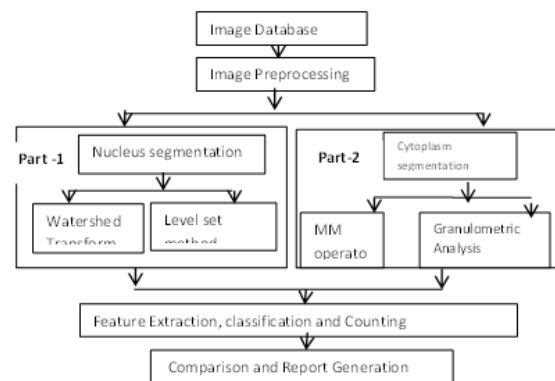 Image Database
Image Preprocessing
Part -1
Nucleus segmentation
Watershed
Transform
Level set
method
Part-2
Cytoplasm
segmentation
MM
operato
Granulometric
Analysis
Feature Extraction, classification and Counting
Comparison and Report Generation